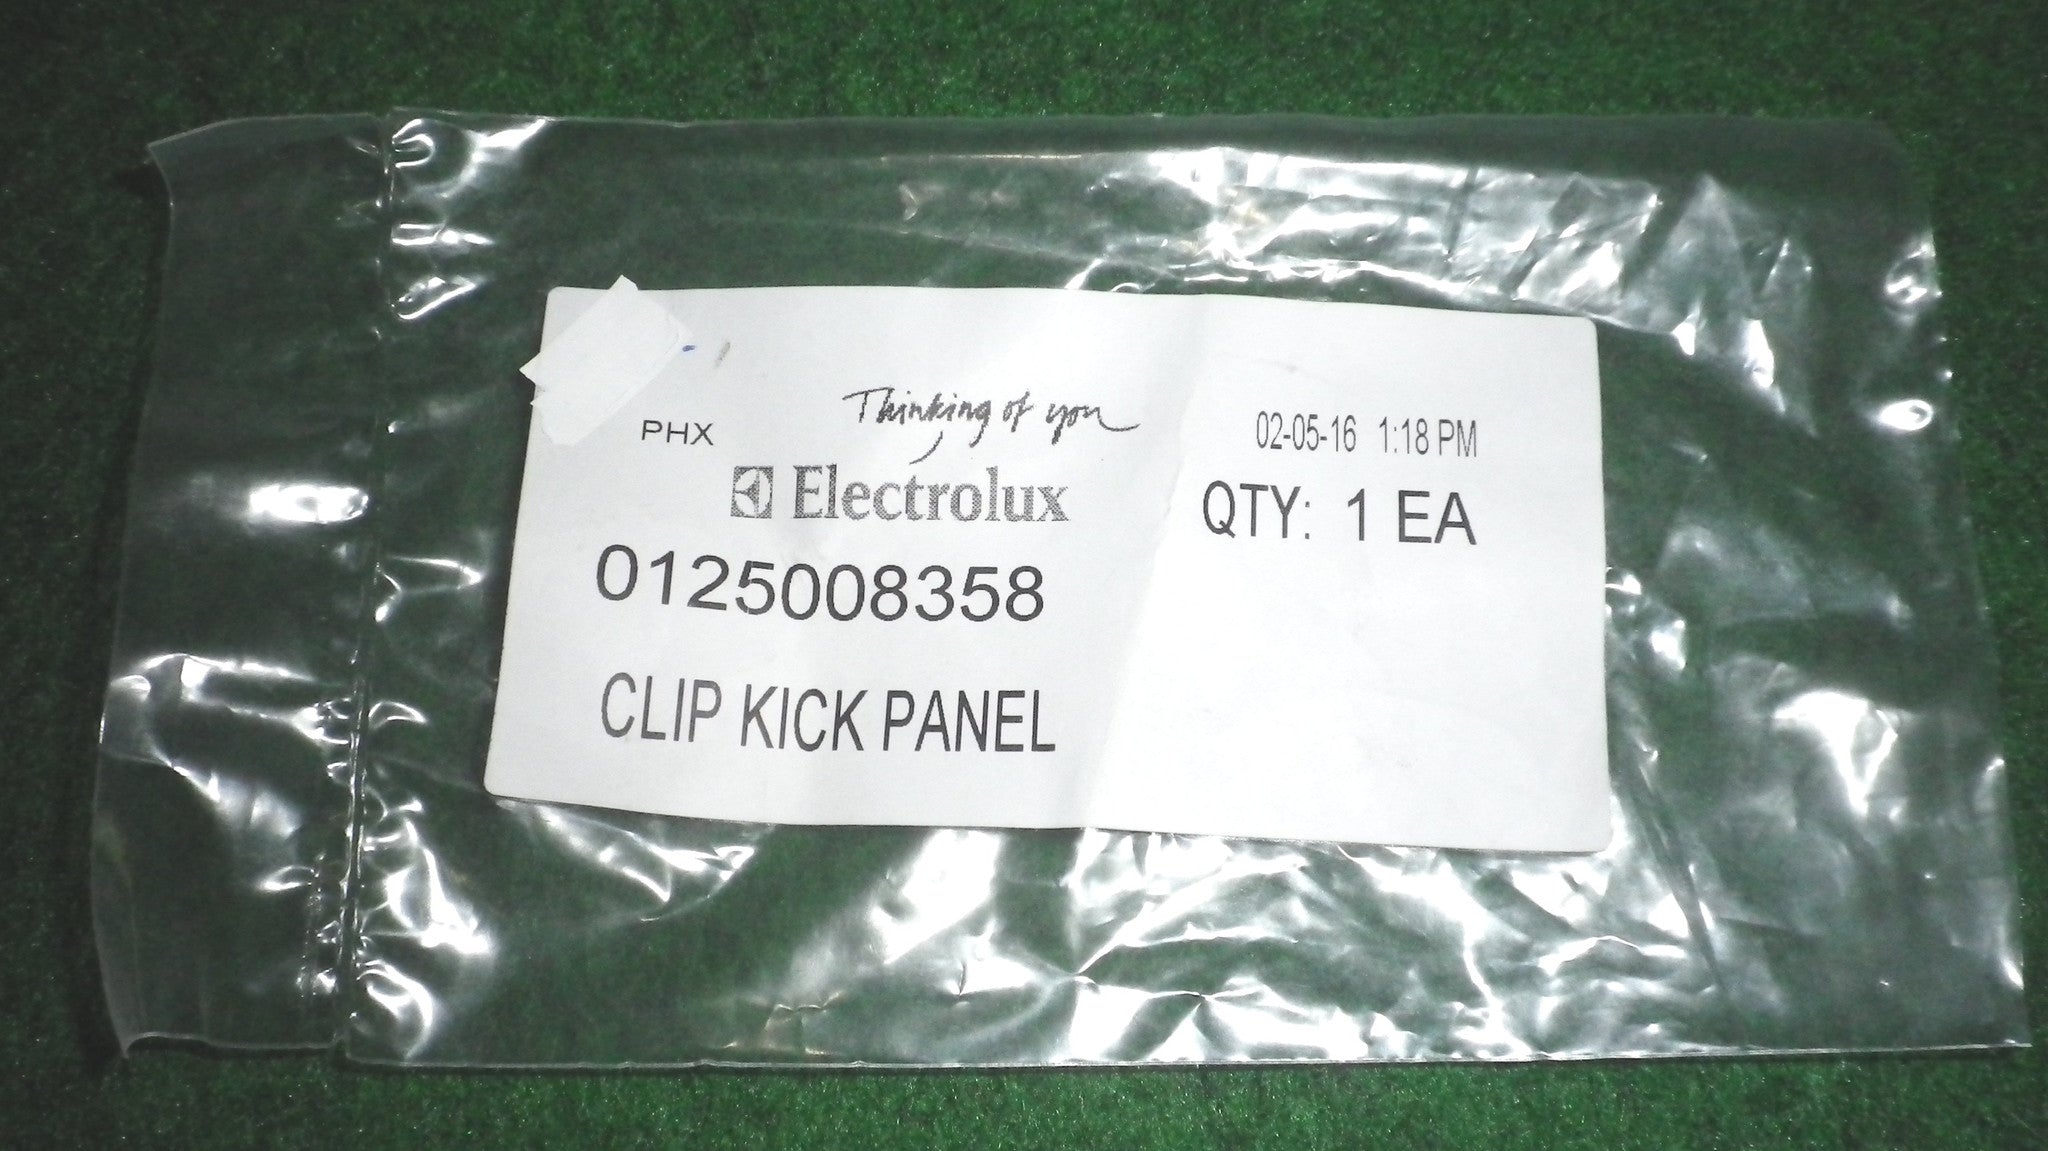 Thinking of you
PHX
Electrolux
02-05-16 1:18 PM
QTY: 1 EA
0125008358
CLIP KICK PANEL